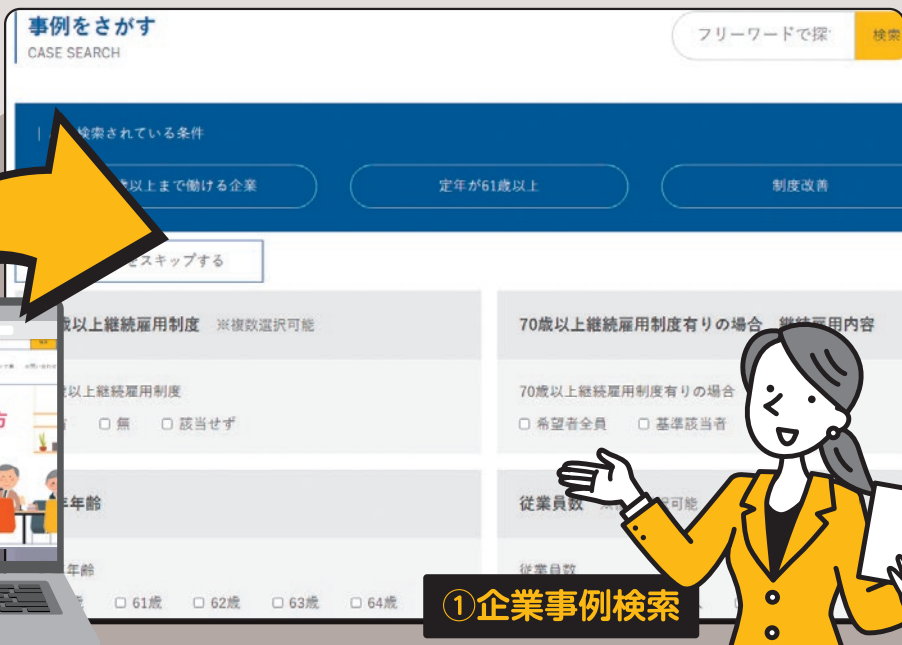 事例をさがす
CASE SEARCH
フリーワードで探
検索
検索されている条件
歳以上まで働ける企業
定年が61歳以上
制度改善
をスキップする
歳以上継続雇用制度 ※複数選択可能
70歳以上継続雇用制度有りの場合 継続雇用内容
以上継続雇用制度
無
該当せず
70歳以上継続雇用制度有りの場合
希望者全員
基準該当者
年齢
従業員数
可能
年齢
従業員数
61歳
62歳
63歳
64歳
方
①企業事例検索